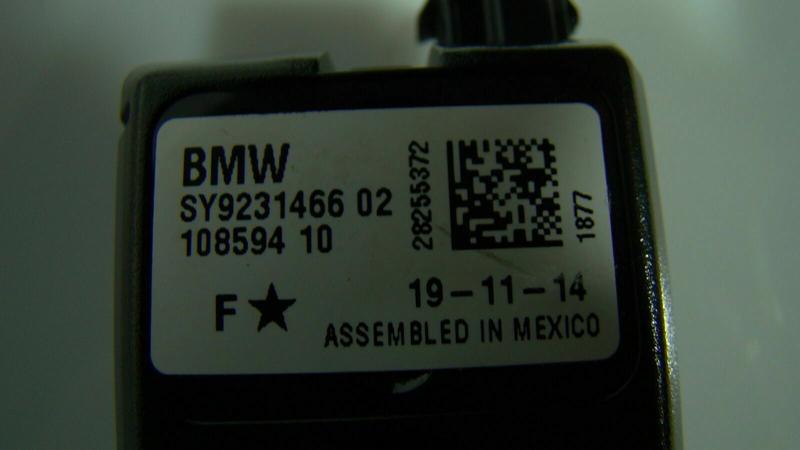 BMW
SY9231466 02
108594 10
28255372
1877
F★
19-11-14
ASSEMBLED IN MEXICO